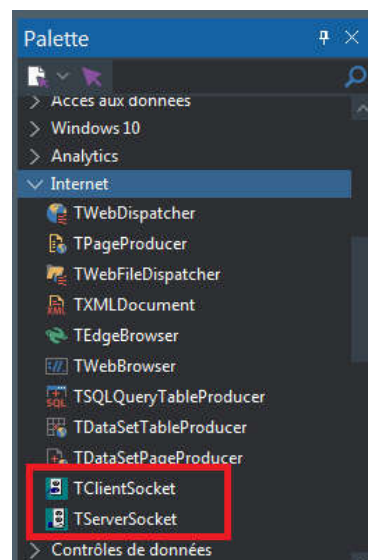 Palette
Accès aux données
Windows 10
Analytics
Internet
TWebDispatcher
TPageProducer
TWebFileDispatcher
TXMLDocument
TEdgeBrowser
TWebBrowser
TSQLQueryTableProducer
TDataSetTableProducer
TDataSetPageProducer
TClientSocket
TServerSocket
Contrôles de données